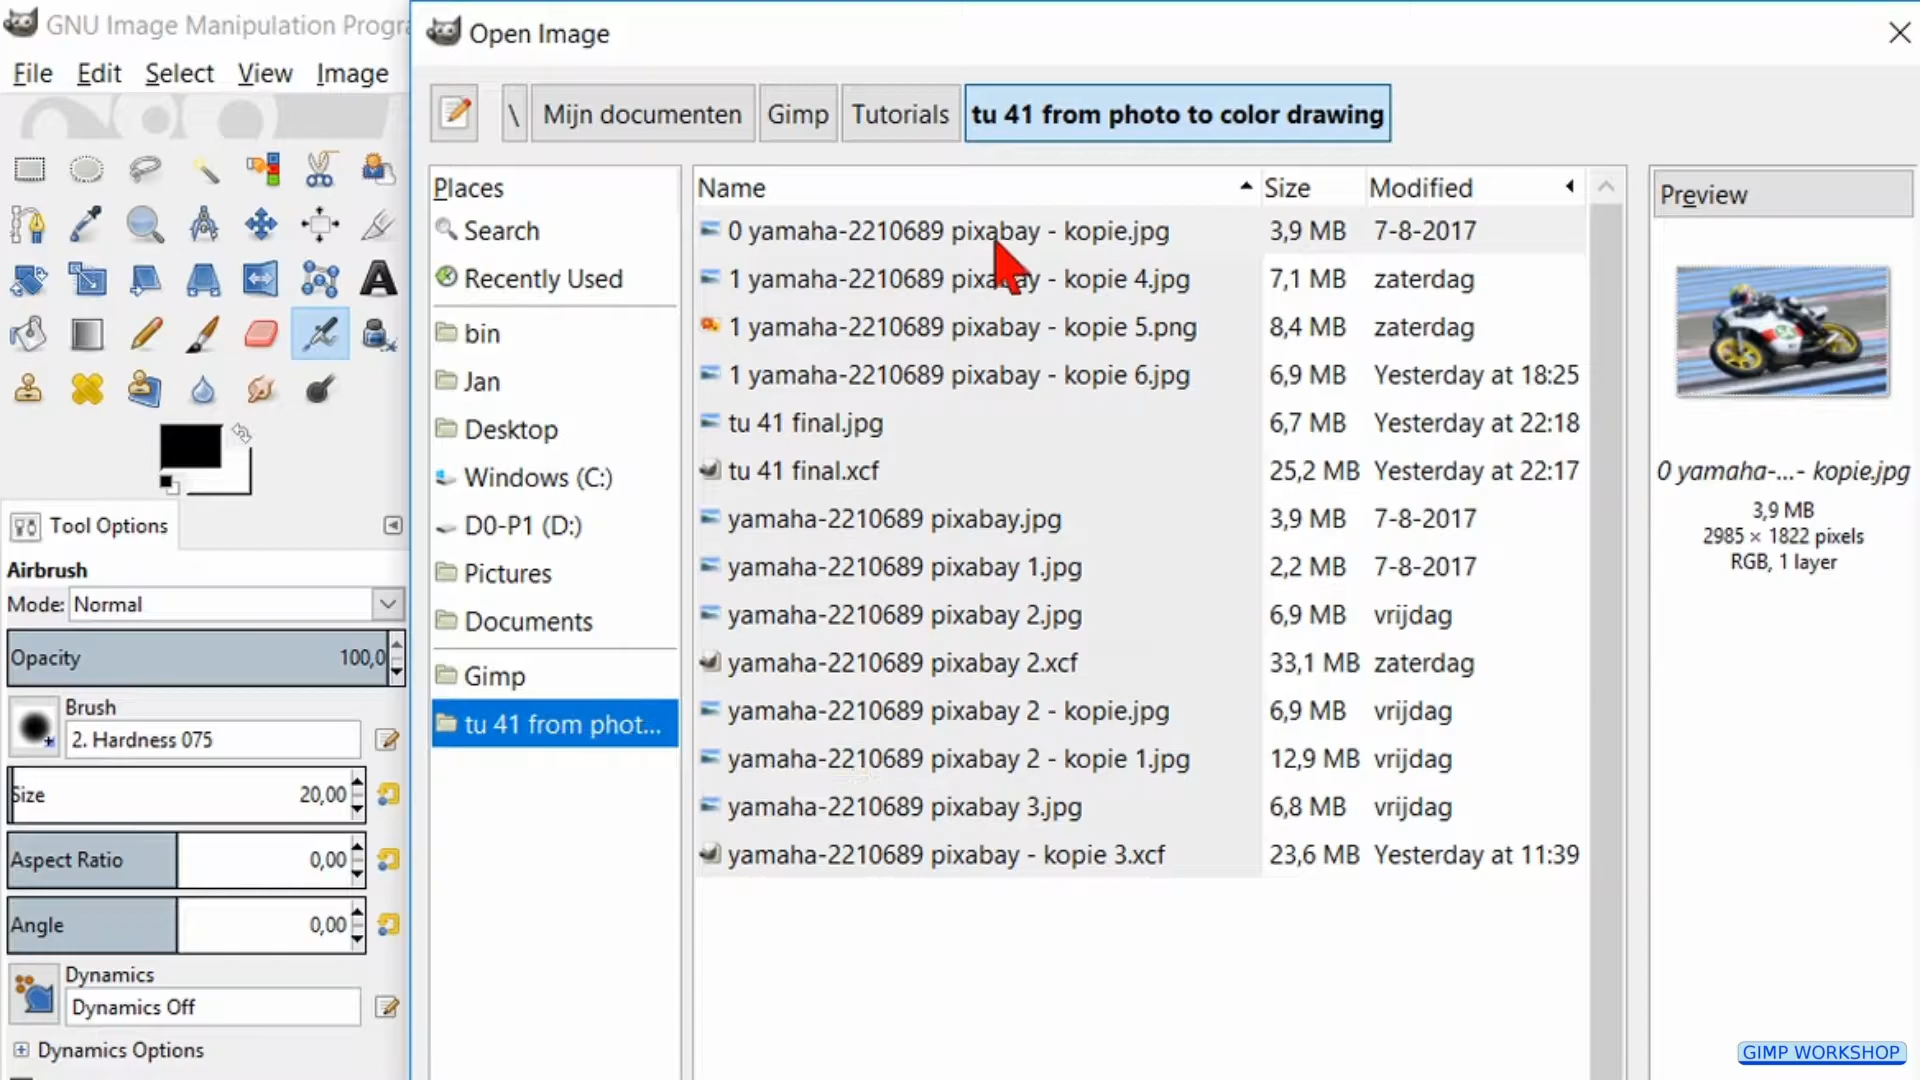 GNU Image Manipulation Progr
File Edit Select View Image
Tool Options
Airbrush
Mode: Normal
Opacity 100,0
Brush
2. Hardness 075
Size 20,00
Aspect Ratio 0,00
Angle 0,00
Dynamics
Dynamics Off
Dynamics Options
Open Image
\ Mijn documenten Gimp Tutorials tu 41 from photo to color drawing
Places
Search
Recently Used
bin
Jan
Desktop
Windows (C:)
D0-P1 (D:)
Pictures
Documents
Gimp
tu 41 from phot...
Name Size Modified
0 yamaha-2210689 pixabay - kopie.jpg 3,9 MB 7-8-2017
1 yamaha-2210689 pixabay - kopie 4.jpg 7,1 MB zaterdag
1 yamaha-2210689 pixabay - kopie 5.png 8,4 MB zaterdag
1 yamaha-2210689 pixabay - kopie 6.jpg 6,9 MB Yesterday at 18:25
tu 41 final.jpg 6,7 MB Yesterday at 22:18
tu 41 final.xcf 25,2 MB Yesterday at 22:17
yamaha-2210689 pixabay.jpg 3,9 MB 7-8-2017
yamaha-2210689 pixabay 1.jpg 2,2 MB 7-8-2017
yamaha-2210689 pixabay 2.jpg 6,9 MB vrijdag
yamaha-2210689 pixabay 2.xcf 33,1 MB zaterdag
yamaha-2210689 pixabay 2 - kopie.jpg 6,9 MB vrijdag
yamaha-2210689 pixabay 2 - kopie 1.jpg 12,9 MB vrijdag
yamaha-2210689 pixabay 3.jpg 6,8 MB vrijdag
yamaha-2210689 pixabay - kopie 3.xcf 23,6 MB Yesterday at 11:39
Preview
0 yamaha-...- kopie.jpg
3,9 MB
2985 × 1822 pixels
RGB, 1 layer
GIMP WORKSHOP